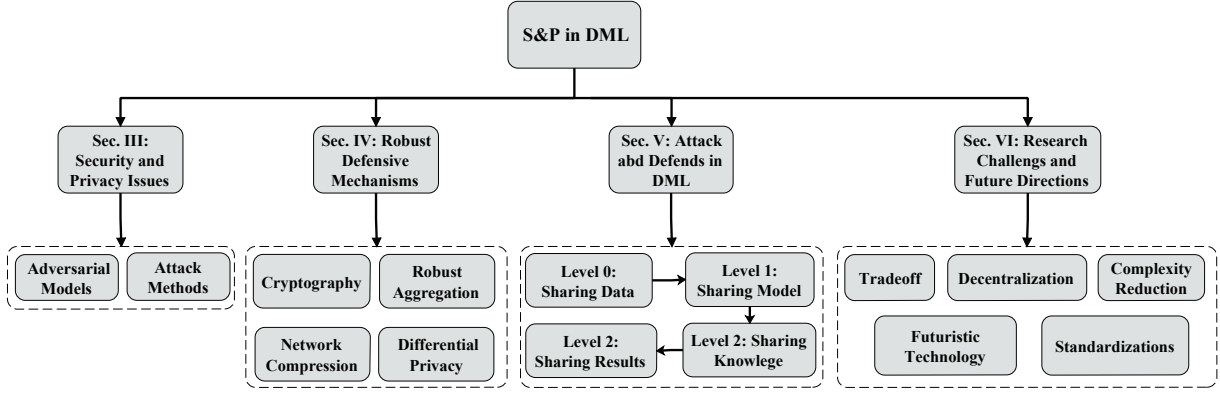 S&P in DML
Sec. III:
Security and
Privacy Issues
Sec. IV: Robust
Defensive
Mechanisms
Sec. V: Attack
abd Defends in
DML
Sec. VI: Research
Challengs and
Future Directions
Adversarial
Models
Attack
Methods
Cryptography
Robust
Aggregation
Network
Compression
Differential
Privacy
Level 0:
Sharing Data
Level 1:
Sharing Model
Level 2: Sharing
Knowlege
Level 2:
Sharing Results
Tradeoff
Decentralization
Complexity
Reduction
Futuristic
Technology
Standardizations